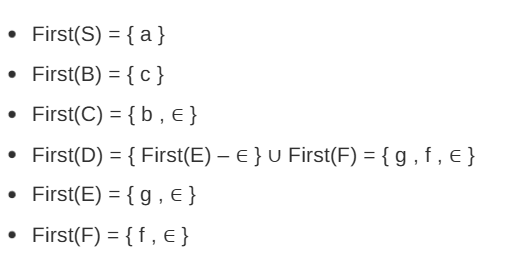 • First(S) = { a }
• First(B) = { c }
• First(C) = { b , ∈ }
• First(D) = { First(E) – ∈ } ∪ First(F) = { g , f , ∈ }
• First(E) = { g , ∈ }
• First(F) = { f , ∈ }